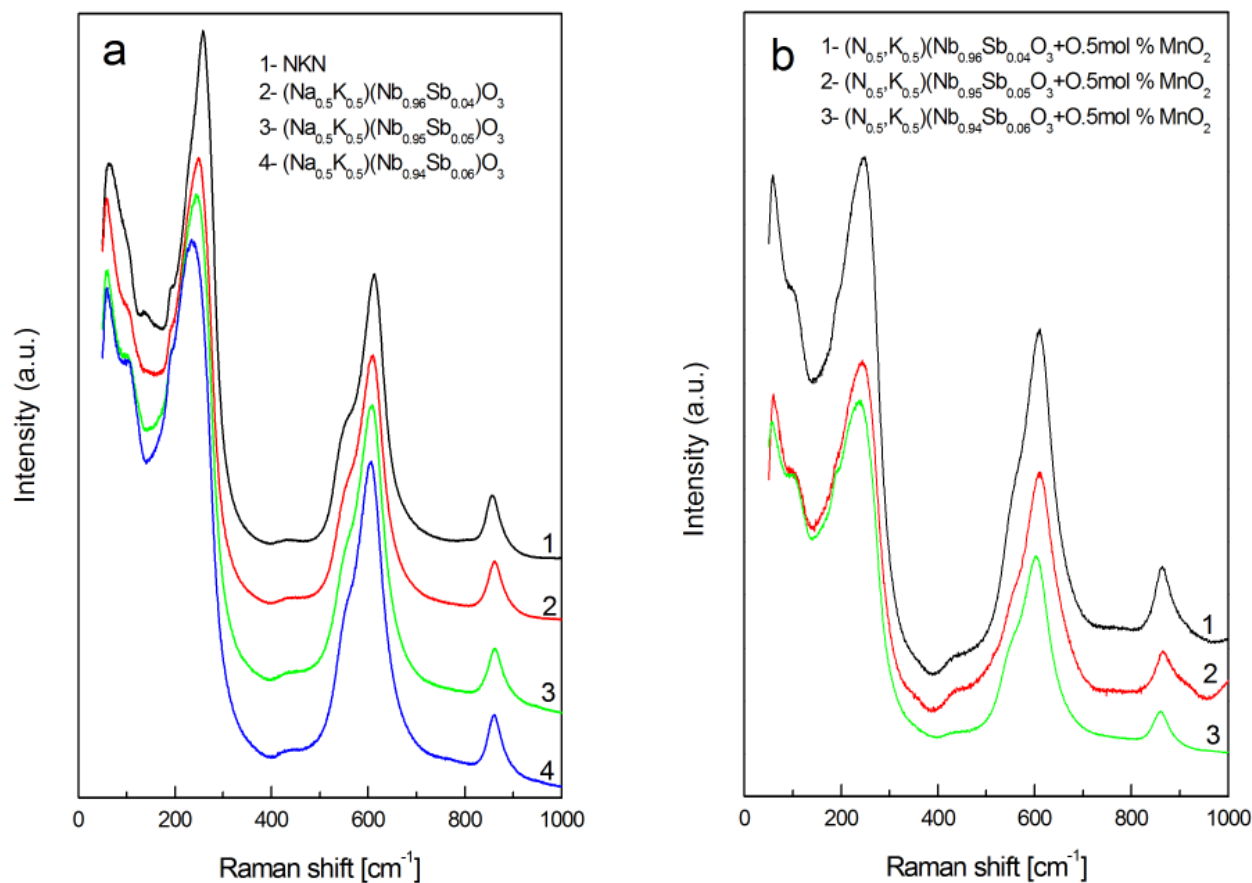 a
1- NKN
2- (Na0.5K0.5)(Nb0.96Sb0.04)O3
3- (Na0.5K0.5)(Nb0.95Sb0.05)O3
4- (Na0.5K0.5)(Nb0.94Sb0.06)O3
Intensity (a.u.)
1
2
3
4
0 200 400 600 800 1000
Raman shift [cm-1]
b
1- (N0.5,K0.5)(Nb0.96Sb0.04O3+O.5mol % MnO2
2- (N0.5,K0.5)(Nb0.95Sb0.05O3+O.5mol % MnO2
3- (N0.5,K0.5)(Nb0.94Sb0.06O3+O.5mol % MnO2
Intensity (a.u.)
1
2
3
0 200 400 600 800 1000
Raman shift [cm-1]